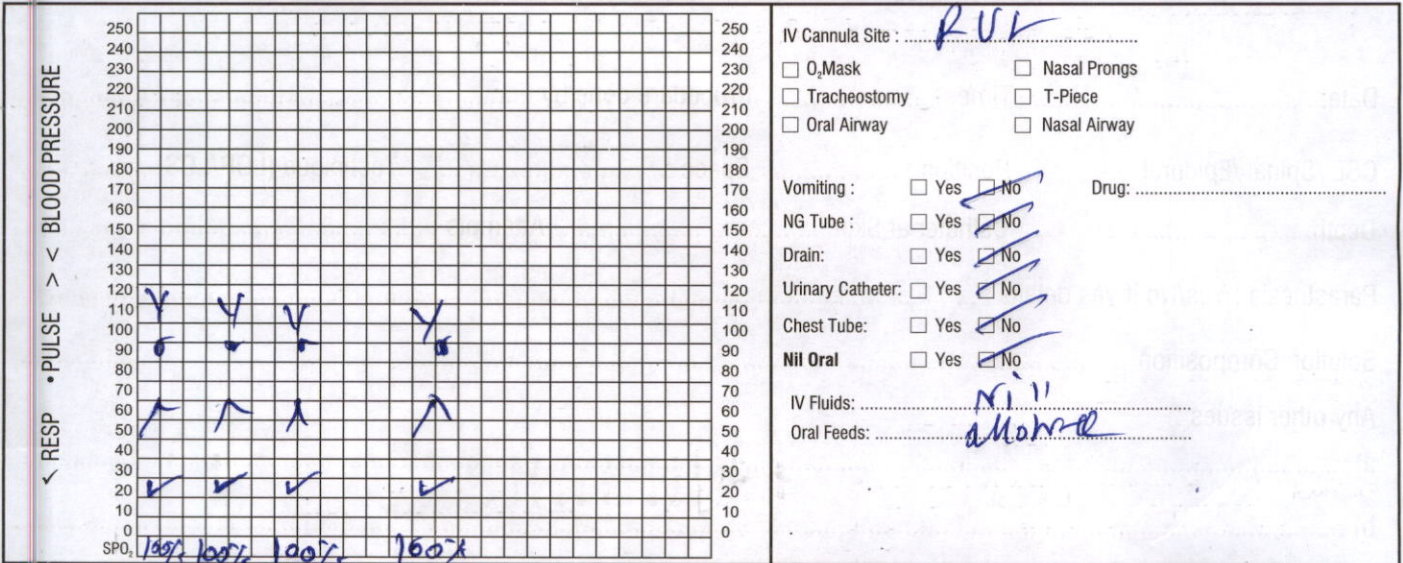 250 250
240 240
230 230
220 220
210 210
200 200
190 190
180 180
170 170
160 160
150 150
140 140
130 130
120 120
110 110
100 100
90 90
80 80
70 70
60 60
50 50
40 40
30 30
20 20
10 10
0 0
SPO₂ 100% 100% 100% 100%
✓RESP •PULSE > < BLOOD PRESSURE
IV Cannula Site : RUL
☐ O₂Mask ☐ Nasal Prongs
☐ Tracheostomy ☐ T-Piece
☐ Oral Airway ☐ Nasal Airway
Vomiting : ☐ Yes ☐ No Drug:
NG Tube : ☐ Yes ☐ No
Drain: ☐ Yes ☐ No
Urinary Catheter: ☐ Yes ☐ No
Chest Tube: ☐ Yes ☐ No
Nil Oral ☐ Yes ☐ No
IV Fluids: Nil
Oral Feeds: allowed